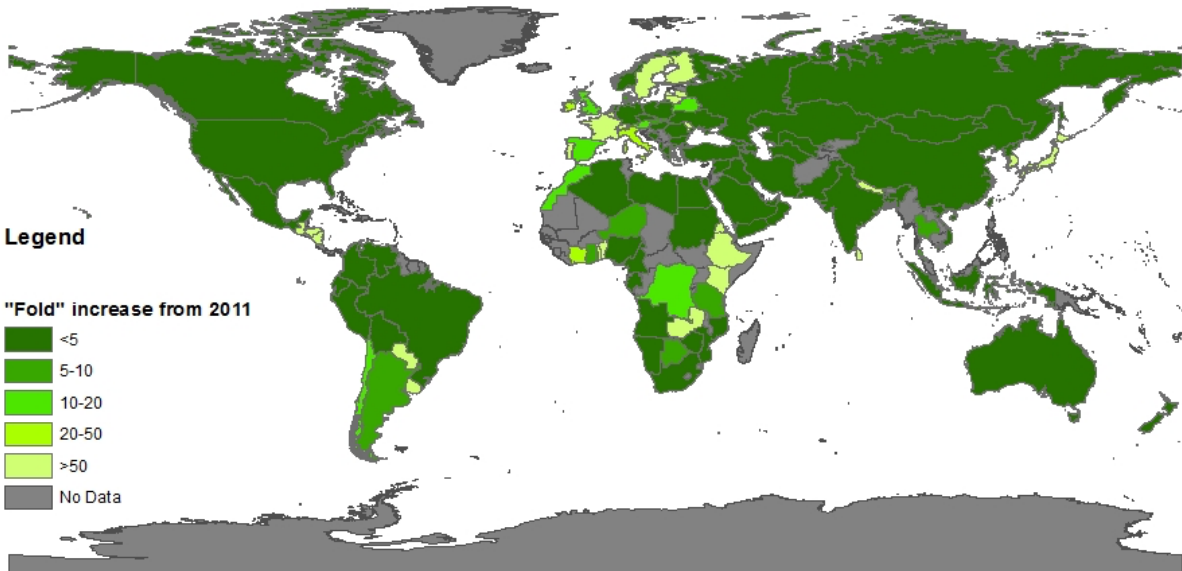 Legend
"Fold" increase from 2011
<5
5-10
10-20
20-50
>50
No Data